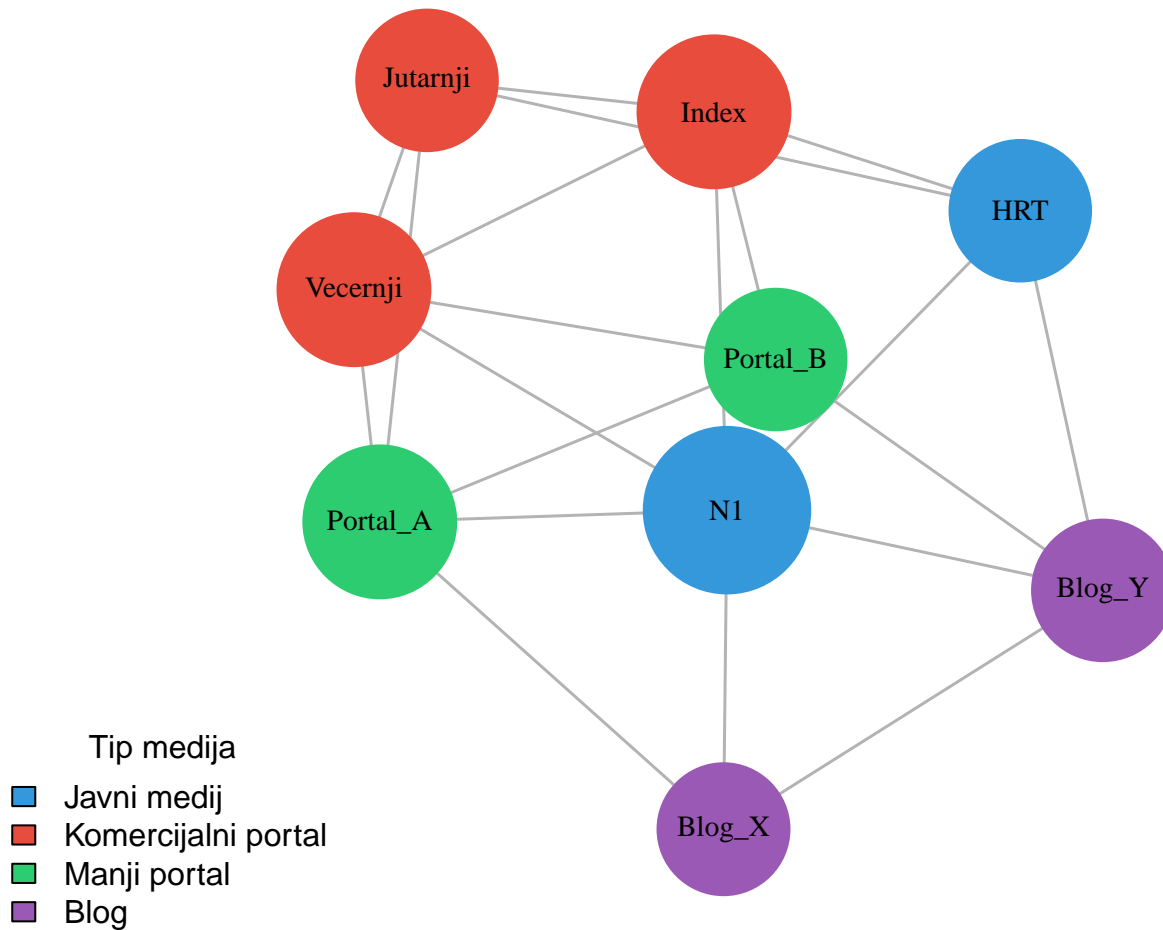 Jutarnji
Index
HRT
Vecernji
Portal_B
Portal_A
N1
Blog_Y
Blog_X
Tip medija
Javni medij
Komercijalni portal
Manji portal
Blog